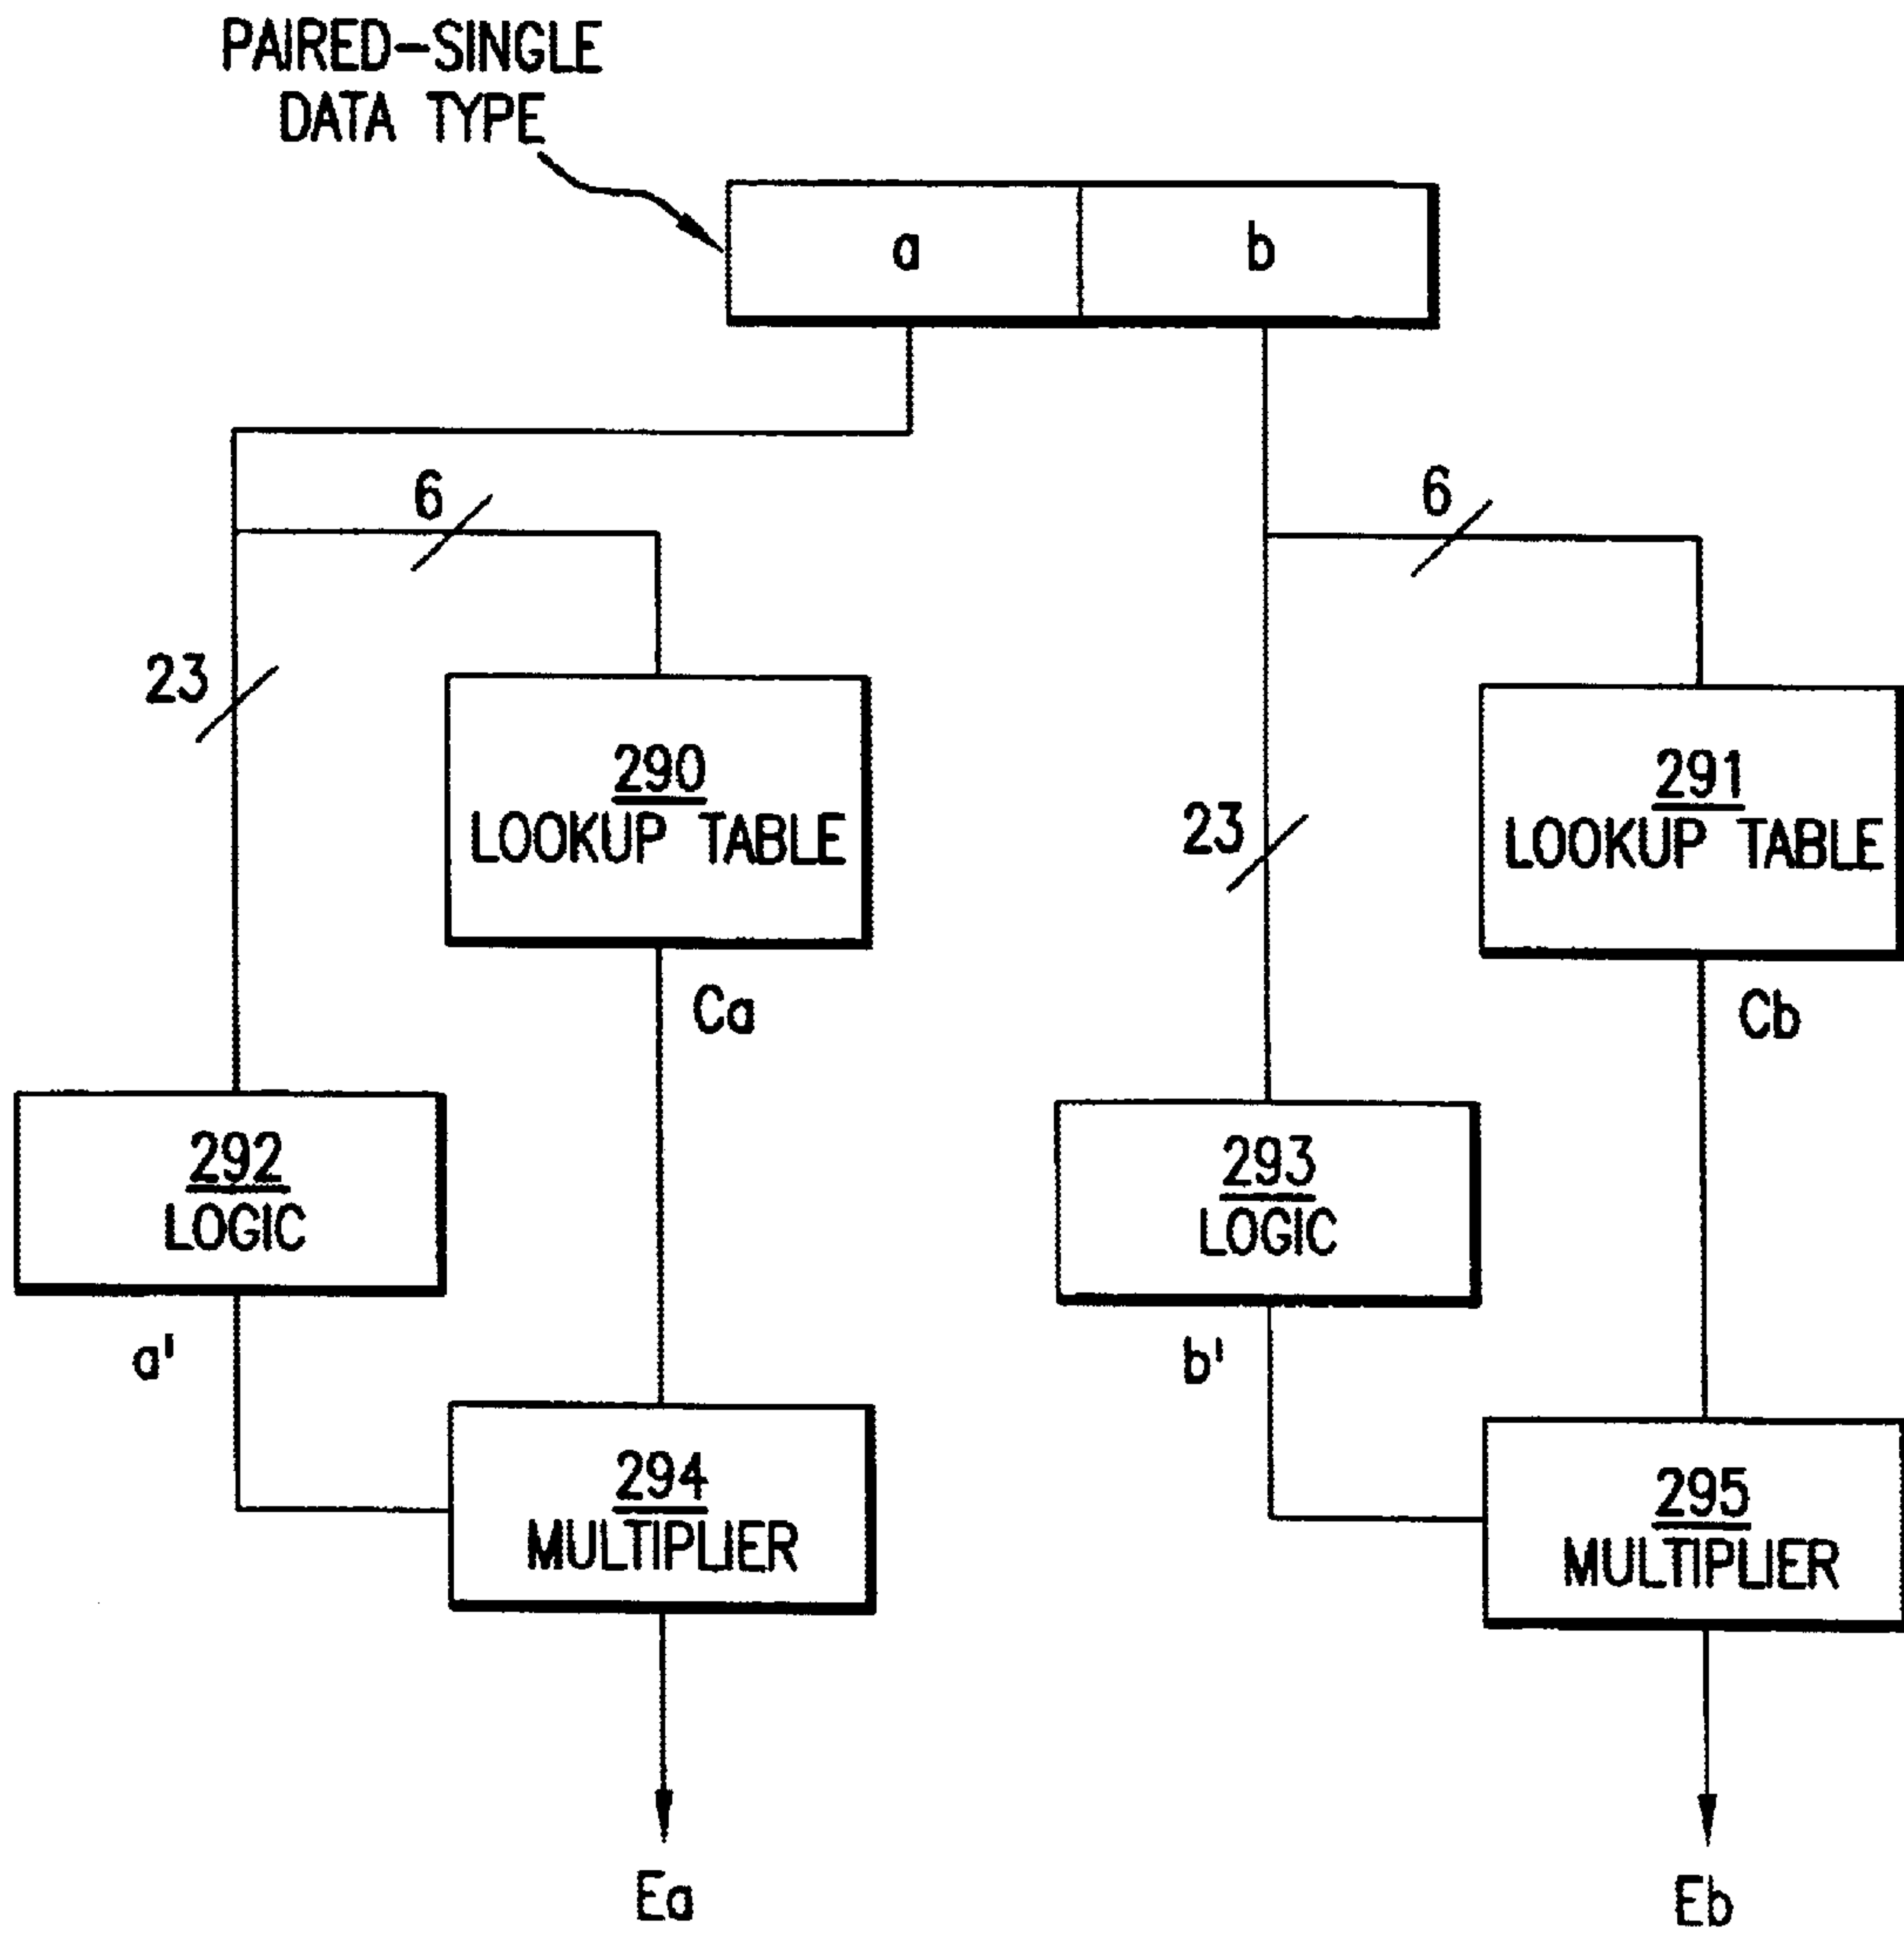 PAIRED-SINGLE
DATA TYPE
a
b
6
6
23
290
LOOKUP TABLE
291
LOOKUP TABLE
23
Ca
Cb
292
LOGIC
293
LOGIC
a'
b'
294
MULTIPLIER
295
MULTIPLIER
Ea
Eb